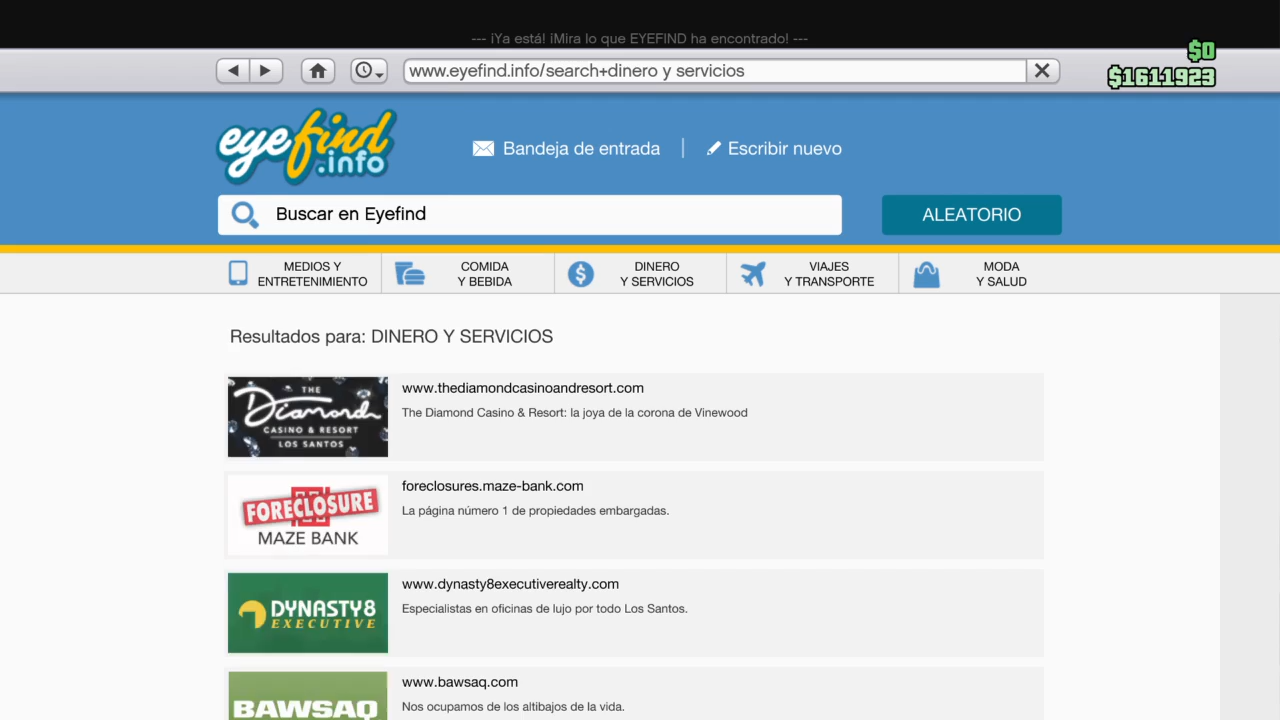 --- ¡Ya está! ¡Mira lo que EYEFIND ha encontrado! ---
$0
www.eyefind.info/search+dinero y servicios
$1611923
eyefind
.info
Bandeja de entrada
Escribir nuevo
Buscar en Eyefind
ALEATORIO
MEDIOS Y
ENTRETENIMIENTO
COMIDA
Y BEBIDA
DINERO
Y SERVICIOS
VIAJES
Y TRANSPORTE
MODA
Y SALUD
Resultados para: DINERO Y SERVICIOS
THE
Diamond
CASINO & RESORT
LOS SANTOS
www.thediamondcasinoandresort.com
The Diamond Casino & Resort: la joya de la corona de Vinewood
FORECLOSURE
MAZE BANK
foreclosures.maze-bank.com
La página número 1 de propiedades embargadas.
DYNASTY8
EXECUTIVE
www.dynasty8executiverealty.com
Especialistas en oficinas de lujo por todo Los Santos.
BAWSAQ
www.bawsaq.com
Nos ocupamos de los altibajos de la vida.